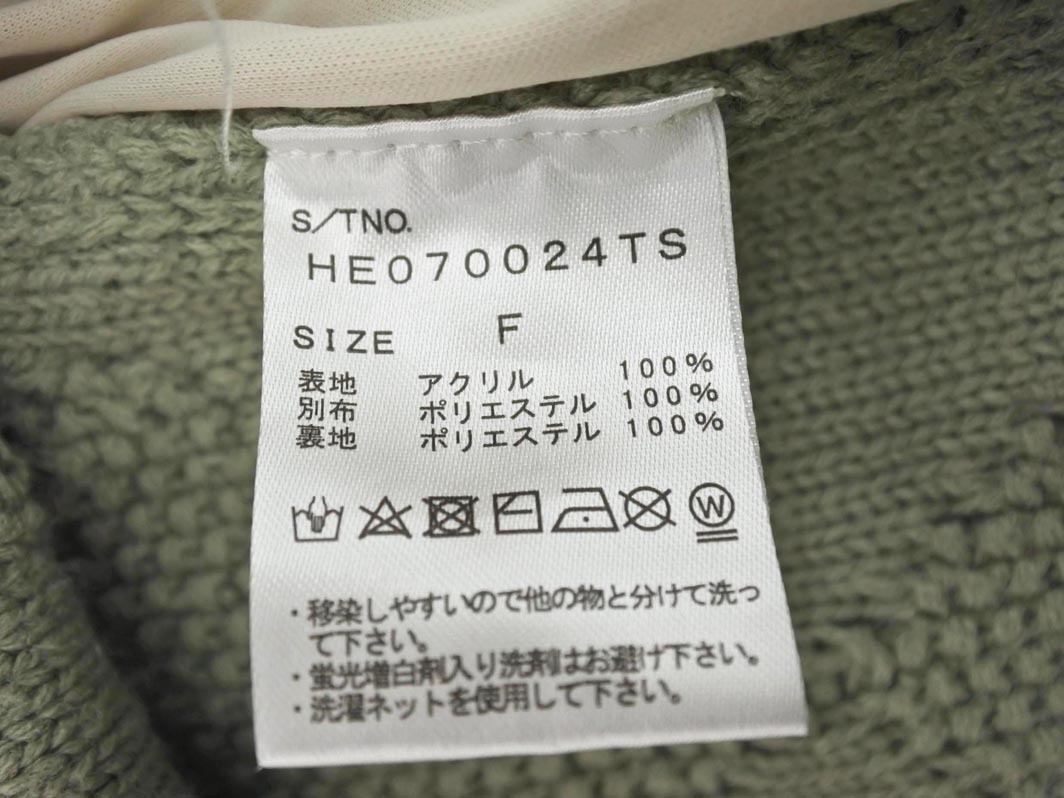 S/TNO.
HE070024TS
SIZE F
表地 アクリル 100%
別布 ポリエステル 100%
裏地 ポリエステル 100%
W
・移染しやすいので他の物と分けて洗っ
て下さい。
・蛍光増白剤入り洗剤はお避け下さい。
・洗濯ネットを使用して下さい。